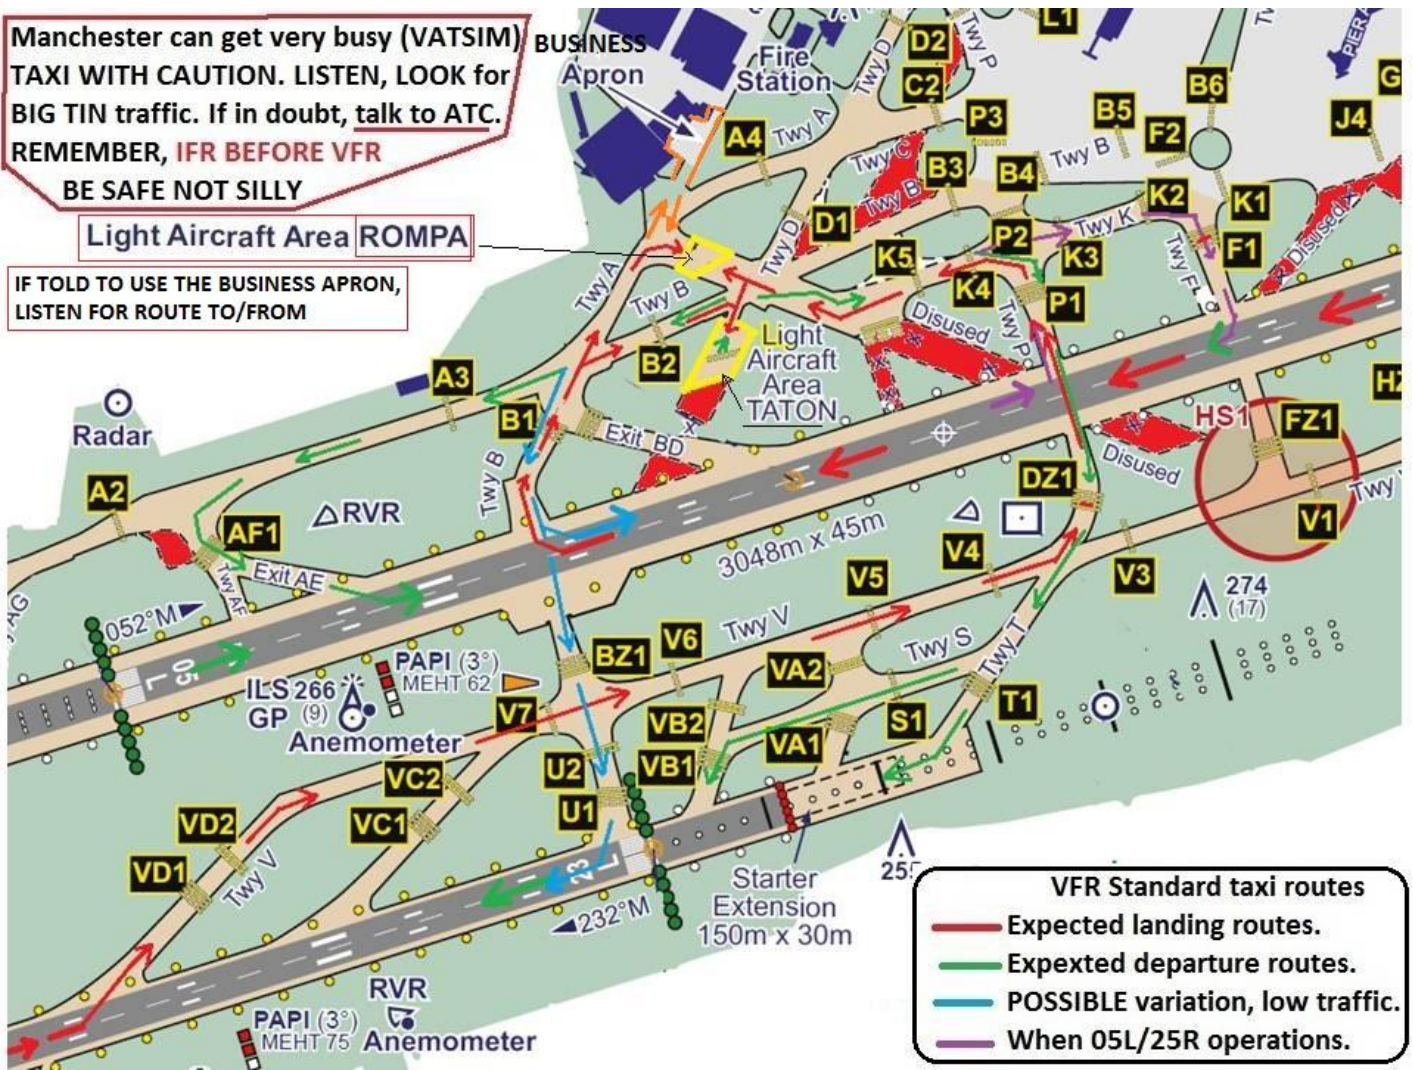 Manchester can get very busy (VATSIM)
TAXI WITH CAUTION. LISTEN, LOOK for
BIG TIN traffic. If in doubt, talk to ATC.
REMEMBER, IFR BEFORE VFR
BE SAFE NOT SILLY
Light Aircraft Area ROMPA
IF TOLD TO USE THE BUSINESS APRON,
LISTEN FOR ROUTE TO/FROM
BUSINESS
Apron
Fire
Station
Twy D
D2
Twy P
L1
C2
PIER A
B6
G
B5
F2
J4
P3
A4
Twy A
Twy C
B3
B4
Twy B
Twy B
K2
K1
D1
Twy D
P2
Twy K
F1
Disused
K5
K3
Twy F
Twy A
Twy B
K4
P1
Disused
Twy P
B2
Light
Aircraft
Area
TATON
A3
Radar
B1
Exit BD
HS1
FZ1
HZ
Disused
Twy B
DZ1
Twy
V1
A2
RVR
AF1
3048m x 45m
V4
V3
Exit AE
Twy AF
AG
V5
274
(17)
052°M
Twy V
Twy S
Twy T
V6
05
L
PAPI (3°)
MEHT 62
BZ1
VA2
ILS 266
GP (9)
Anemometer
V7
VB2
S1
T1
VA1
VC2
U2
VB1
VD2
VC1
U1
VD1
Twy V
23
L
232°M
Starter
Extension
150m x 30m
255
RVR
Anemometer
PAPI (3°)
MEHT 75
VFR Standard taxi routes
Expected landing routes.
Expexted departure routes.
POSSIBLE variation, low traffic.
When 05L/25R operations.